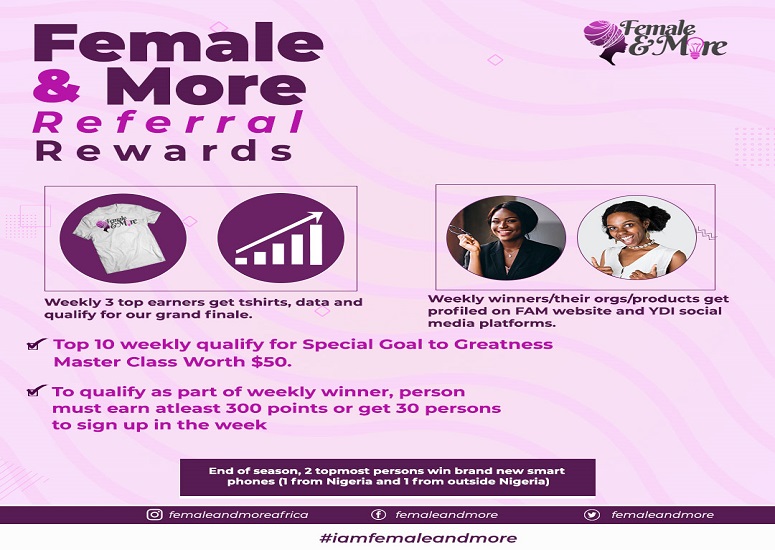 Female
& More
Referral
Rewards
Female
& More
Female
& More
Weekly 3 top earners get tshirts, data and
qualify for our grand finale.
Weekly winners/their orgs/products get
profiled on FAM website and YDI social
media platforms.
Top 10 weekly qualify for Special Goal to Greatness
Master Class Worth $50.
To qualify as part of weekly winner, person
must earn atleast 300 points or get 30 persons
to sign up in the week
End of season, 2 topmost persons win brand new smart
phones (1 from Nigeria and 1 from outside Nigeria)
femaleandmoreafrica
femaleandmore
femaleandmore
#iamfemaleandmore